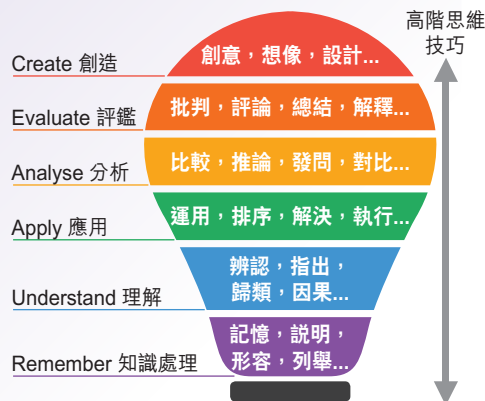 高階思維
技巧
Create 創造
創意，想像，設計...
Evaluate 評鑑
批判，評論，總結，解釋...
Analyse 分析
比較，推論，發問，對比...
Apply 應用
運用，排序，解決，執行...
Understand 理解
辨認，指出，
歸類，因果...
Remember 知識處理
記憶，説明，
形容，列舉...